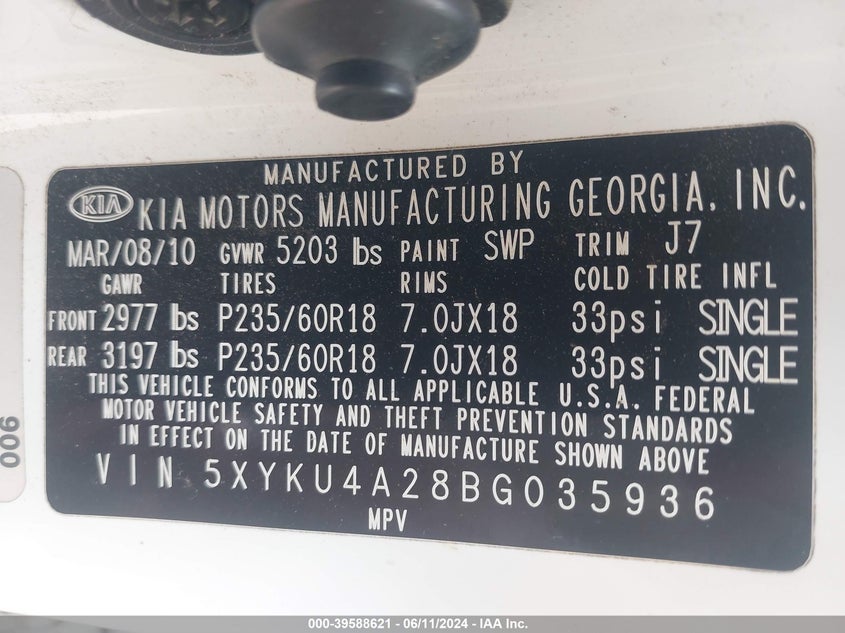 MANUFACTURED BY
KIA KIA MOTORS MANUFACTURING GEORGIA, INC.
MAR/08/10 GVWR 5203 lbs PAINT SWP TRIM J7
GAWR TIRES RIMS COLD TIRE INFL
FRONT 2977 lbs P235/60R18 7.0JX18 33psi SINGLE
REAR 3197 lbs P235/60R18 7.0JX18 33psi SINGLE
THIS VEHICLE CONFORMS TO ALL APPLICABLE U.S.A. FEDERAL
MOTOR VEHICLE SAFETY AND THEFT PREVENTION STANDARDS
IN EFFECT ON THE DATE OF MANUFACTURE SHOWN ABOVE
VIN 5XYKU4A28BG035936
MPV
006
000-39588621 - 06/11/2024 - IAA Inc.